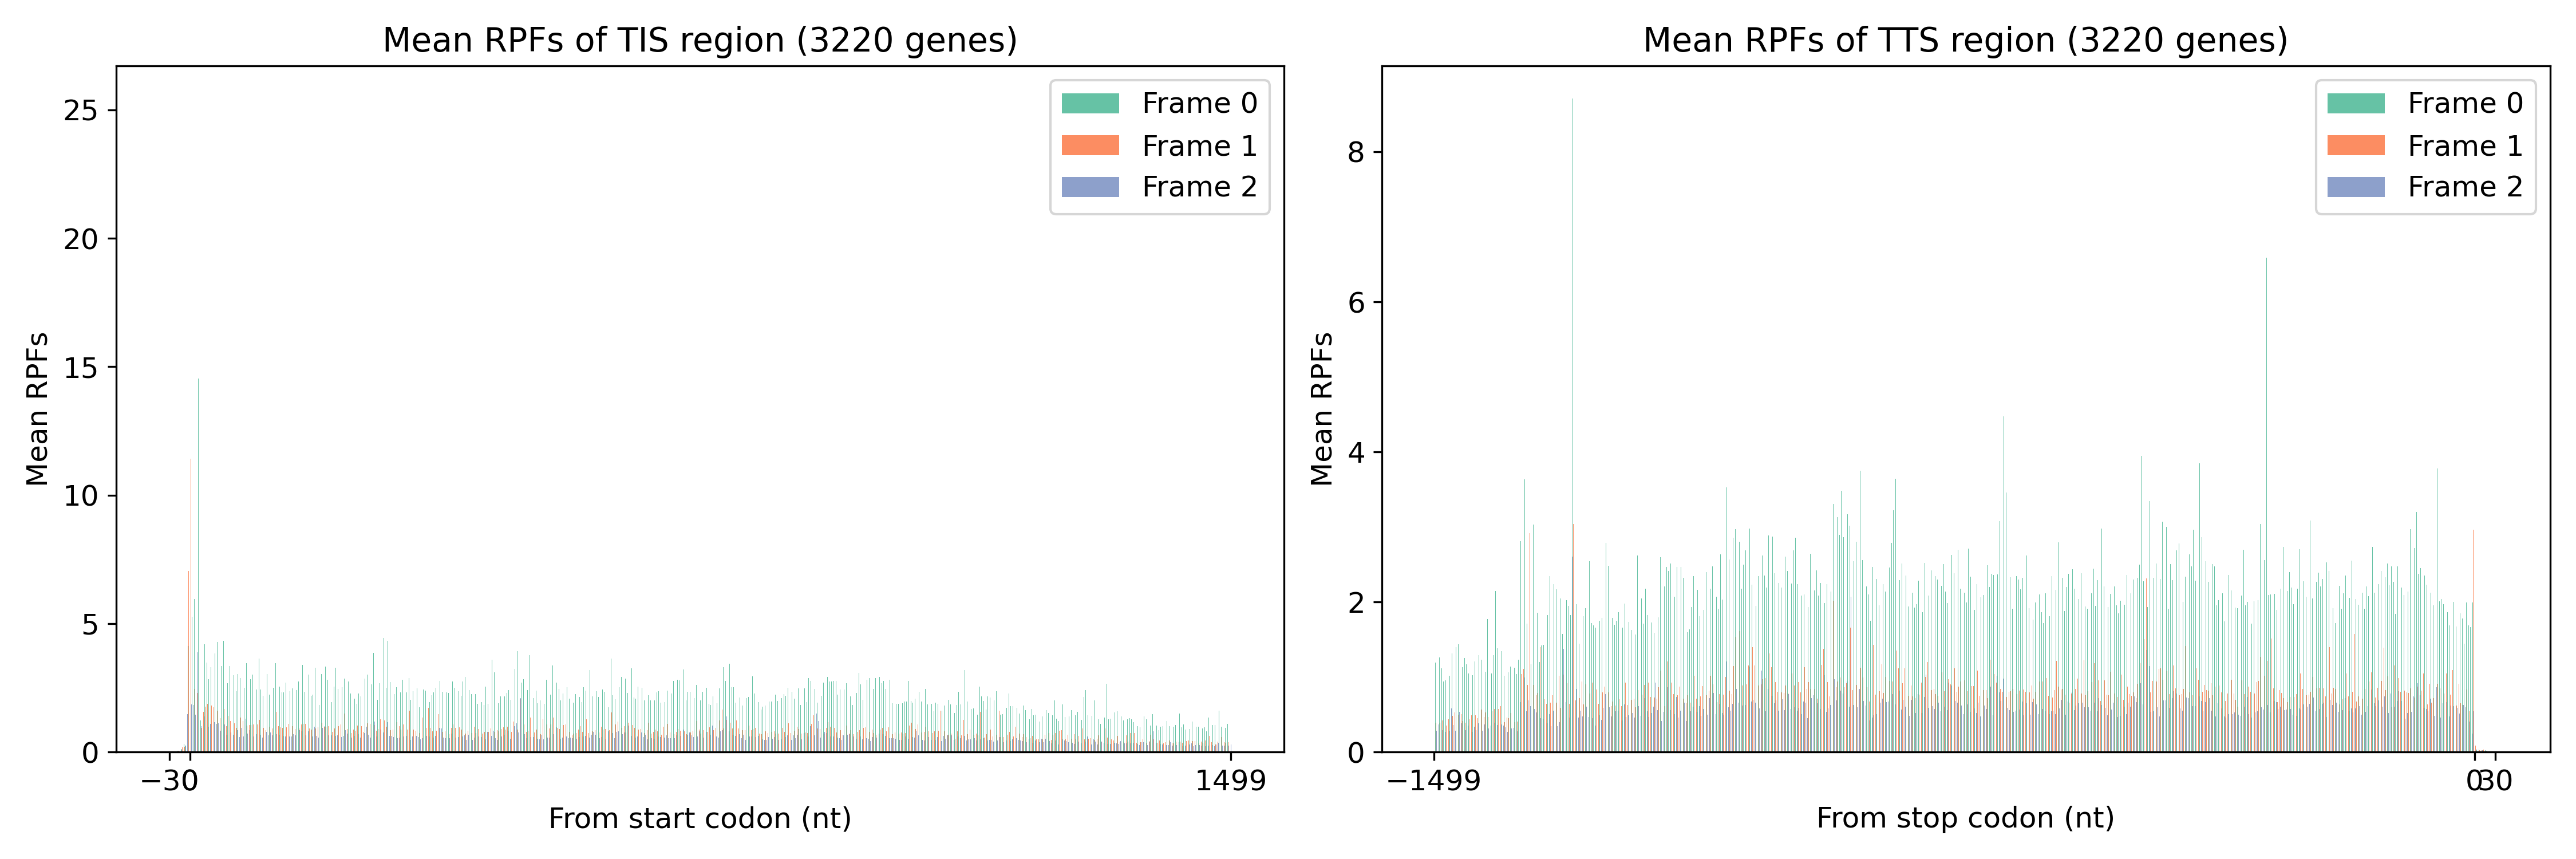 Mean RPFs of TIS region (3220 genes)
25
20
15
10
5
0
Mean RPFs
Frame 0
Frame 1
Frame 2
−30
1499
From start codon (nt)
Mean RPFs of TTS region (3220 genes)
8
6
4
2
0
Mean RPFs
Frame 0
Frame 1
Frame 2
−1499
0
30
From stop codon (nt)